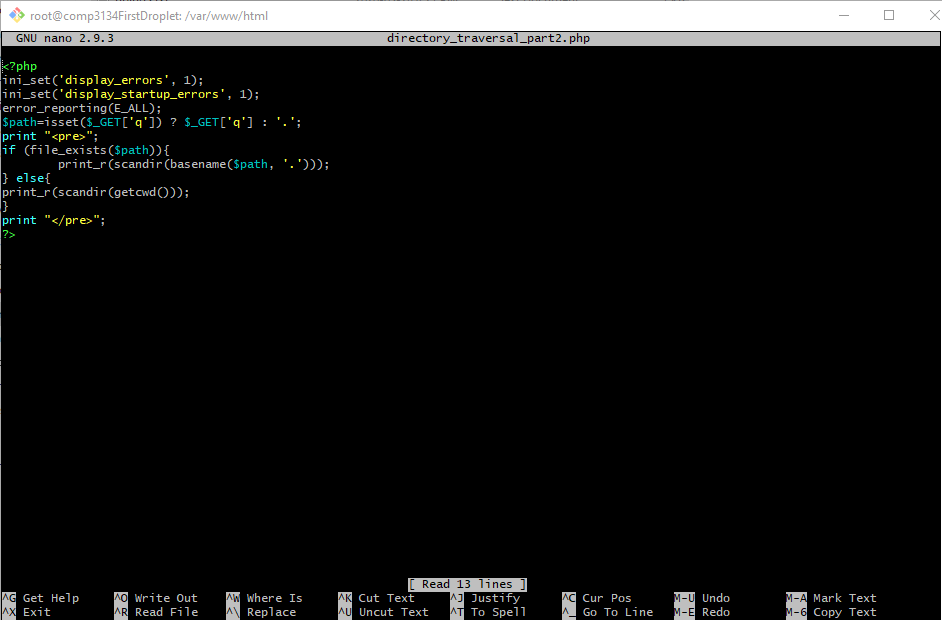 root@comp3134FirstDroplet: /var/www/html
GNU nano 2.9.3 directory_traversal_part2.php
<?php
ini_set('display_errors', 1);
ini_set('display_startup_errors', 1);
error_reporting(E_ALL);
$path=isset($_GET['q']) ? $_GET['q'] : '.';
print "<pre>";
if (file_exists($path)){
        print_r(scandir(basename($path, '.')));
} else{
print_r(scandir(getcwd()));
}
print "</pre>";
?>
[ Read 13 lines ]
^G Get Help ^O Write Out ^W Where Is ^K Cut Text ^J Justify ^C Cur Pos M-U Undo M-A Mark Text
^X Exit ^R Read File ^\ Replace ^U Uncut Text ^T To Spell ^_ Go To Line M-E Redo M-6 Copy Text